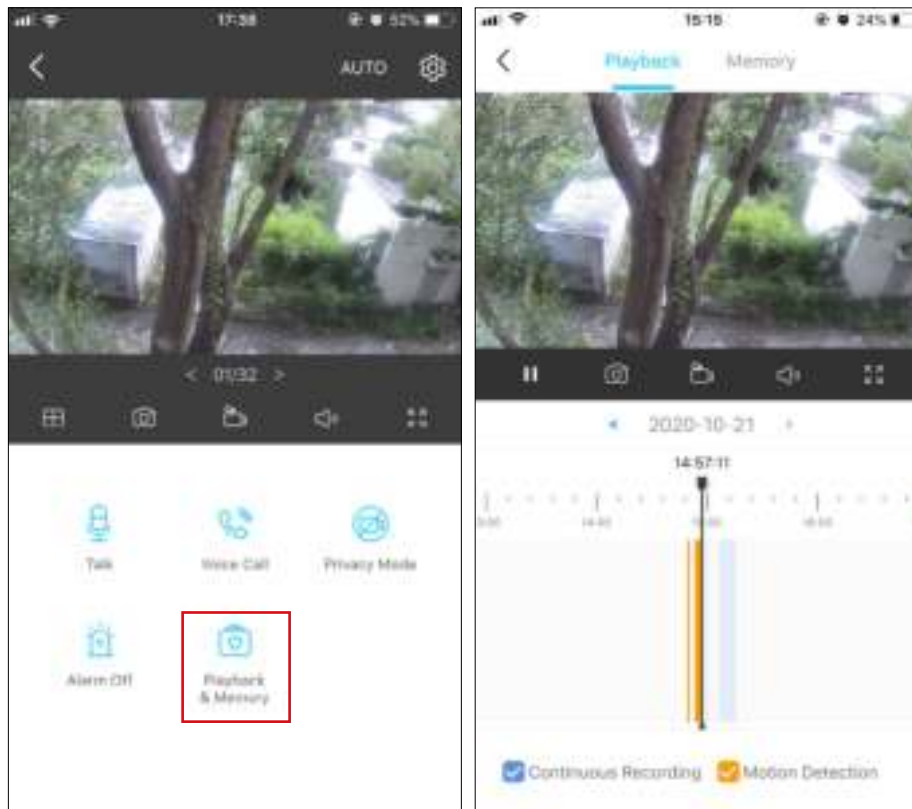 17:38
52%
AUTO
< 01/32 >
Talk
Voice Call
Privacy Mode
Alarm Off
Playback
& Memory
15:15
24%
Playback
Memory
2020-10-21
14:57:11
Continuous Recording
Motion Detection